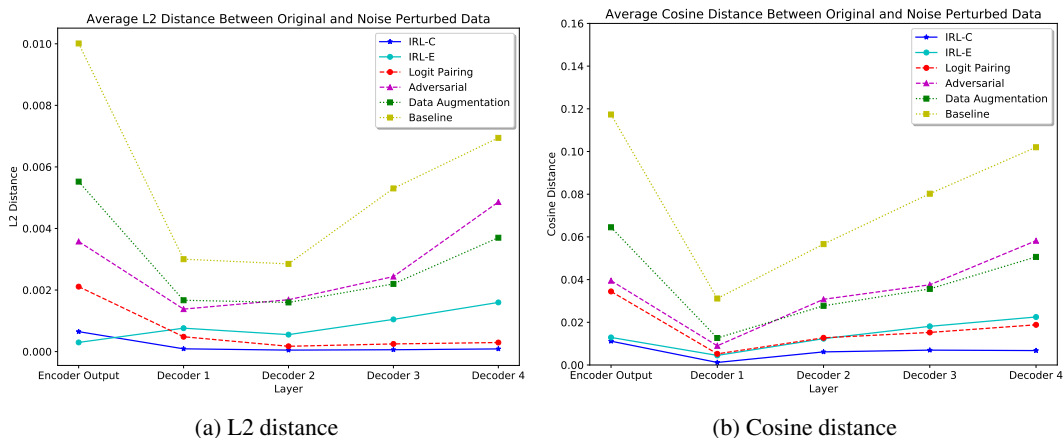 Average L2 Distance Between Original and Noise Perturbed Data
0.010
0.008
0.006
0.004
0.002
0.000
L2 Distance
IRL-C
IRL-E
Logit Pairing
Adversarial
Data Augmentation
Baseline
Encoder Output Decoder 1 Decoder 2 Decoder 3 Decoder 4
Layer
(a) L2 distance
Average Cosine Distance Between Original and Noise Perturbed Data
0.16
0.14
0.12
0.10
0.08
0.06
0.04
0.02
0.00
Cosine Distance
IRL-C
IRL-E
Logit Pairing
Adversarial
Data Augmentation
Baseline
Encoder Output Decoder 1 Decoder 2 Decoder 3 Decoder 4
Layer
(b) Cosine distance